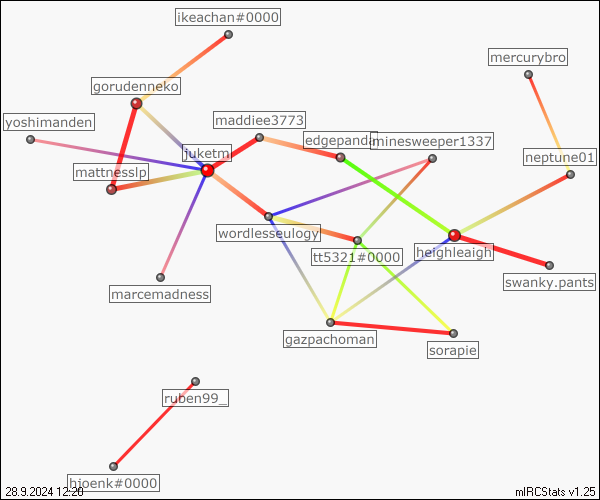 ikeachan#0000
mercurybro
gorudenneko
maddiee3773
yoshimanden
edgepanda
minesweeper1337
juketm
neptune01
mattnesslp
wordlesseulogy
heighleaigh
tt5321#0000
swanky.pants
marcemadness
gazpachoman
sorapie
ruben99_
hjoenk#0000
28.9.2024 12:20
mIRCStats v1.25